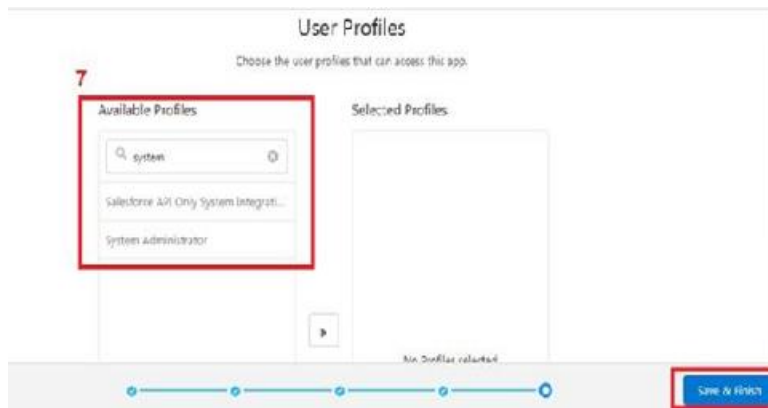 User Profiles
Choose the user profiles that can access this app.
7
Available Profiles
Selected Profiles
system
Salesforce API Only System Integrati...
System Administrator
No Profiles selected
Save & Finish